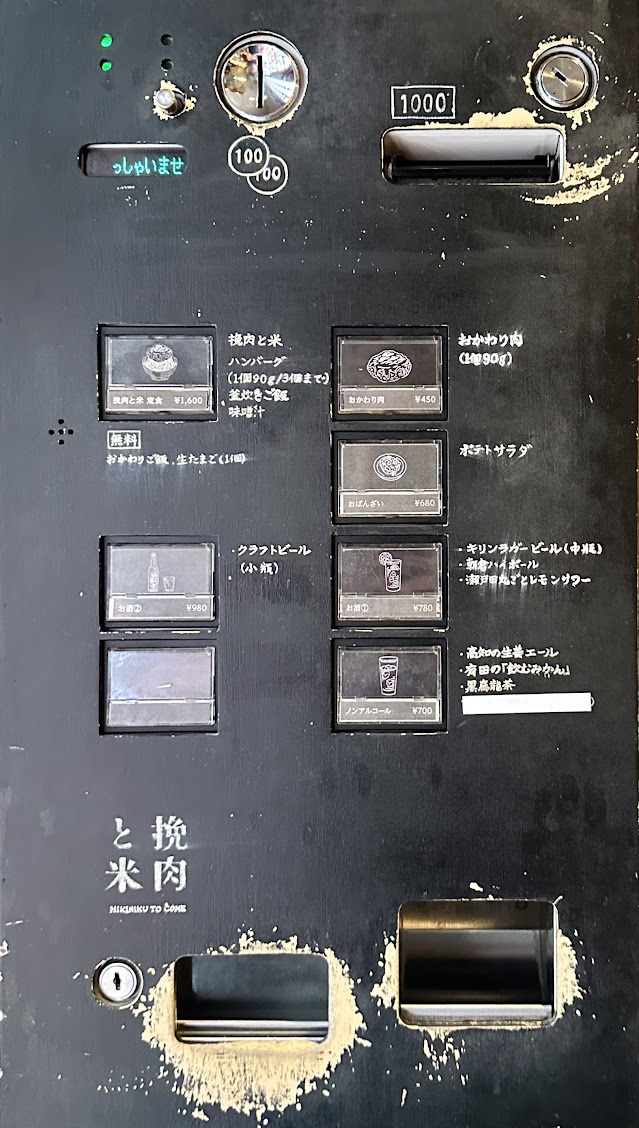 1000
っしゃいませ
100
100
挽肉と米
ハンバーグ
(1個90g/3個まで)
釜炊きご飯
味噌汁
挽肉と米 定食 ¥1,600
無料
おかわりご飯、生たまご(1個)
おかわり肉
(1個90g)
おかわり肉 ¥450
ポテトサラダ
おばんざい ¥680
・クラフトビール
(小瓶)
お酒② ¥980
・キリンラガービール(中瓶)
・朝倉ハイボール
・瀬戸田丸ごとレモンサワー
お酒① ¥780
・高知の生姜エール
・有田の「飲むみかん」
・黒烏龍茶
ノンアルコール ¥700
挽肉
と米
HIKINIKU TO COME